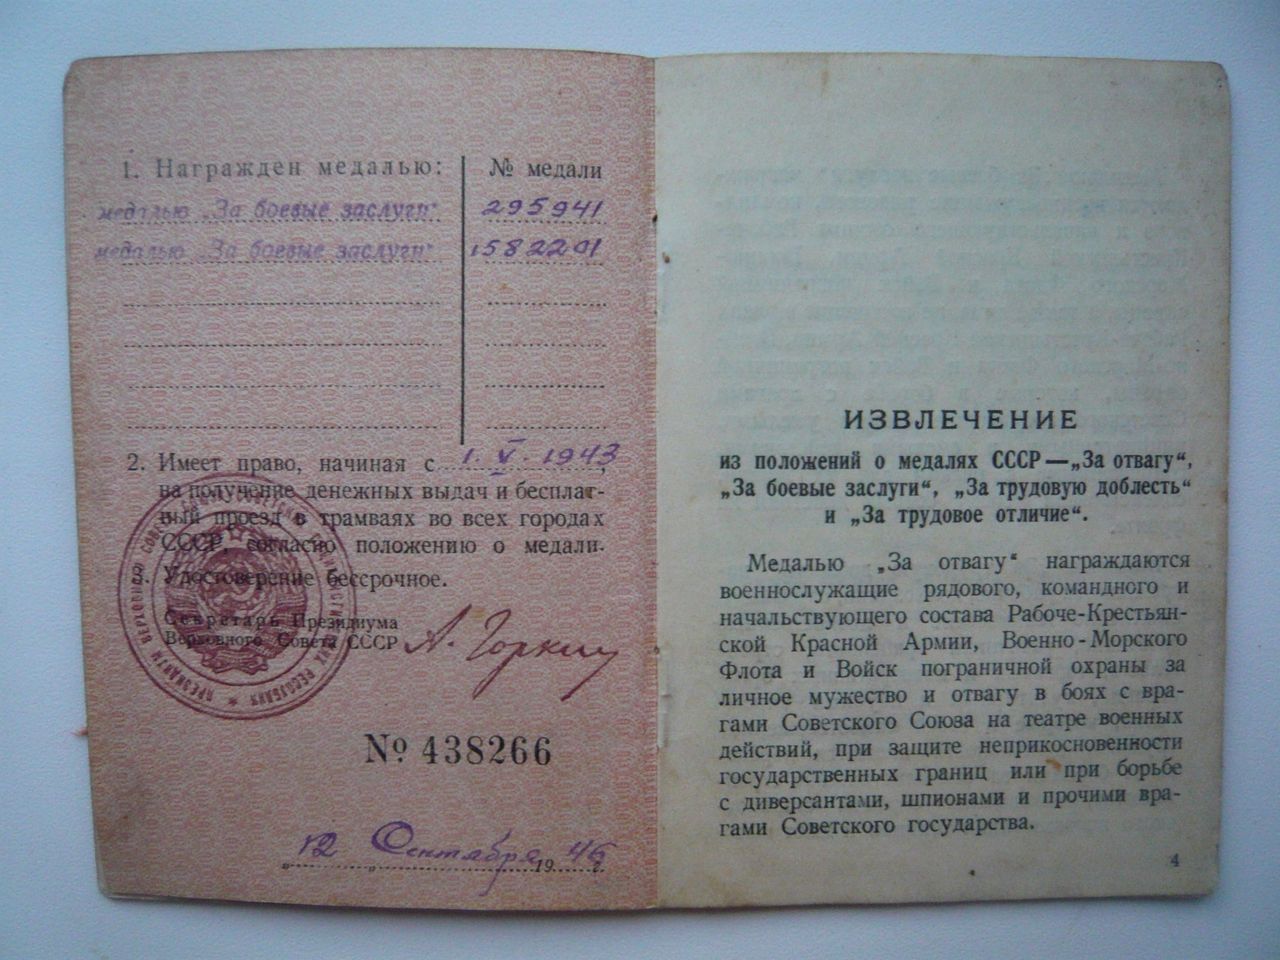 1. Награжден медалью: № медали
медалью „За боевые заслуги“ 295941
медалью „За боевые заслуги“ 1582201
2. Имеет право, начиная с 1. V. 1943,
на получение денежных выдач и бесплат-
ный проезд в трамваях во всех городах
СССР, согласно положению о медали.
3. Удостоверение бессрочное.
Секретарь Президиума
Верховного Совета СССР А. Горкин
№ 438266
„12“ Сентября 1946 г.
ИЗВЛЕЧЕНИЕ
из положений о медалях СССР—„За отвагу“,
„За боевые заслуги“, „За трудовую доблесть“
и „За трудовое отличие“.
Медалью „За отвагу“ награждаются
военнослужащие рядового, командного и
начальствующего состава Рабоче-Крестьян-
ской Красной Армии, Военно-Морского
Флота и Войск пограничной охраны за
личное мужество и отвагу в боях с вра-
гами Советского Союза на театре военных
действий, при защите неприкосновенности
государственных границ или при борьбе
с диверсантами, шпионами и прочими вра-
гами Советского государства.
4